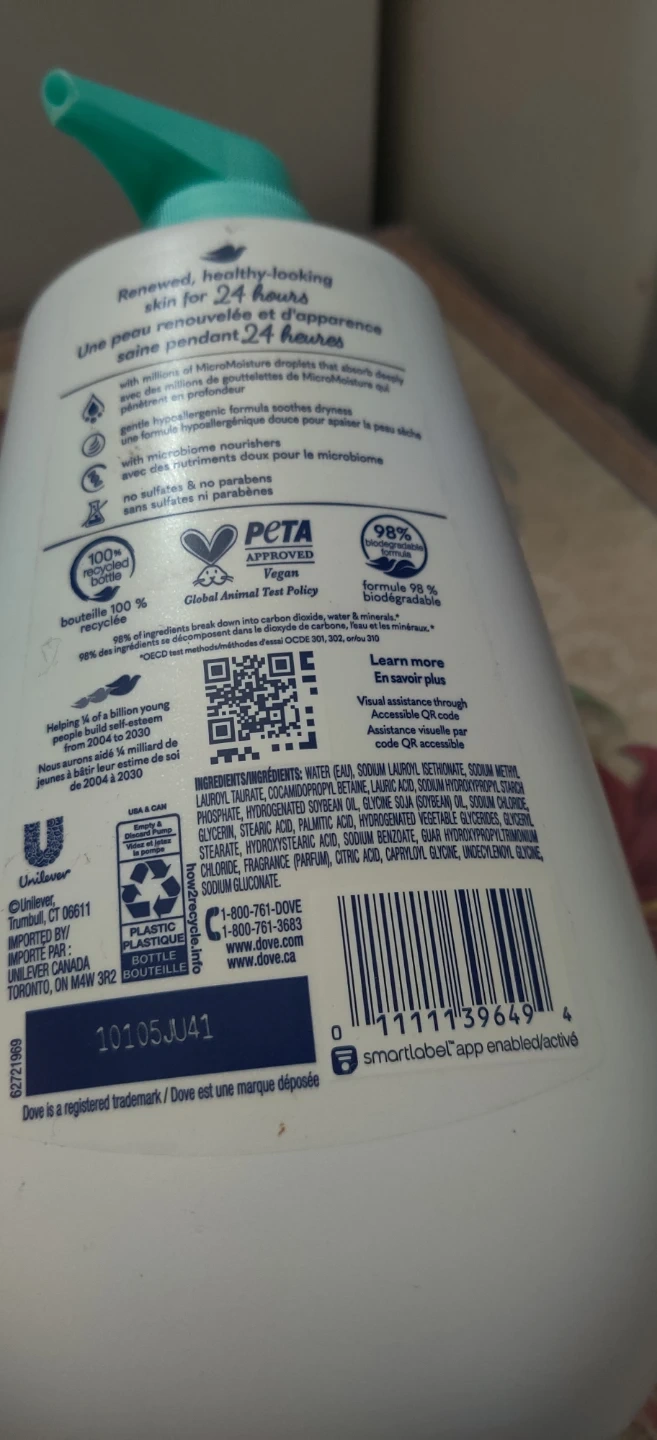 Renewed, healthy-looking
skin for 24 hours
Une peau renouvelée et d'apparence
saine pendant 24 heures
with millions of MicroMoisture droplets that absorb deeply
avec des millions de gouttelettes de MicroMoisture qui
pénètrent en profondeur
gentle hypoallergenic formula soothes dryness
une formule hypoallergénique douce pour apaiser la peau sèche
with microbiome nourishers
avec des nutriments doux pour le microbiome
no sulfates & no parabens
sans sulfates ni parabènes
100%
recycled
bottle
bouteille 100 %
recyclée
PETA
APPROVED
Vegan
Global Animal Test Policy
98%
biodegradable
formula
formule 98 %
biodégradable
98% of ingredients break down into carbon dioxide, water & minerals.*
98% des ingrédients se décomposent dans le dioxyde de carbone, l'eau et les minéraux.*
*OECD test methods/méthodes d'essai OCDE 301, 302, or/ou 310
Helping ¼ of a billion young
people build self-esteem
from 2004 to 2030
Nous aurons aidé ¼ milliard de
jeunes à bâtir leur estime de soi
de 2004 à 2030
Learn more
En savoir plus
Visual assistance through
Accessible QR code
Assistance visuelle par
code QR accessible
INGREDIENTS/INGRÉDIENTS: WATER (EAU), SODIUM LAUROYL ISETHIONATE, SODIUM METHYL
LAUROYL TAURATE, COCAMIDOPROPYL BETAINE, LAURIC ACID, SODIUM HYDROXYPROPYL STARCH
PHOSPHATE, HYDROGENATED SOYBEAN OIL, GLYCINE SOJA (SOYBEAN) OIL, SODIUM CHLORIDE,
GLYCERIN, STEARIC ACID, PALMITIC ACID, HYDROGENATED VEGETABLE GLYCERIDES, GLYCERYL
STEARATE, HYDROXYSTEARIC ACID, SODIUM BENZOATE, GUAR HYDROXYPROPYLTRIMONIUM
CHLORIDE, FRAGRANCE (PARFUM), CITRIC ACID, CAPRYLOYL GLYCINE, UNDECYLENOYL GLYCINE,
SODIUM GLUCONATE.
Unilever
©Unilever,
Trumbull, CT 06611
IMPORTED BY/
IMPORTÉ PAR :
UNILEVER CANADA
TORONTO, ON M4W 3R2
USA & CAN
Empty &
Discard Pump
Videz et jetez
la pompe
PLASTIC
PLASTIQUE
BOTTLE
BOUTEILLE
how2recycle.info
1-800-761-DOVE
1-800-761-3683
www.dove.com
www.dove.ca
0 11111 39649 4
smartlabel™ app enabled/activé
10105JU41
62721969
Dove is a registered trademark / Dove est une marque déposée